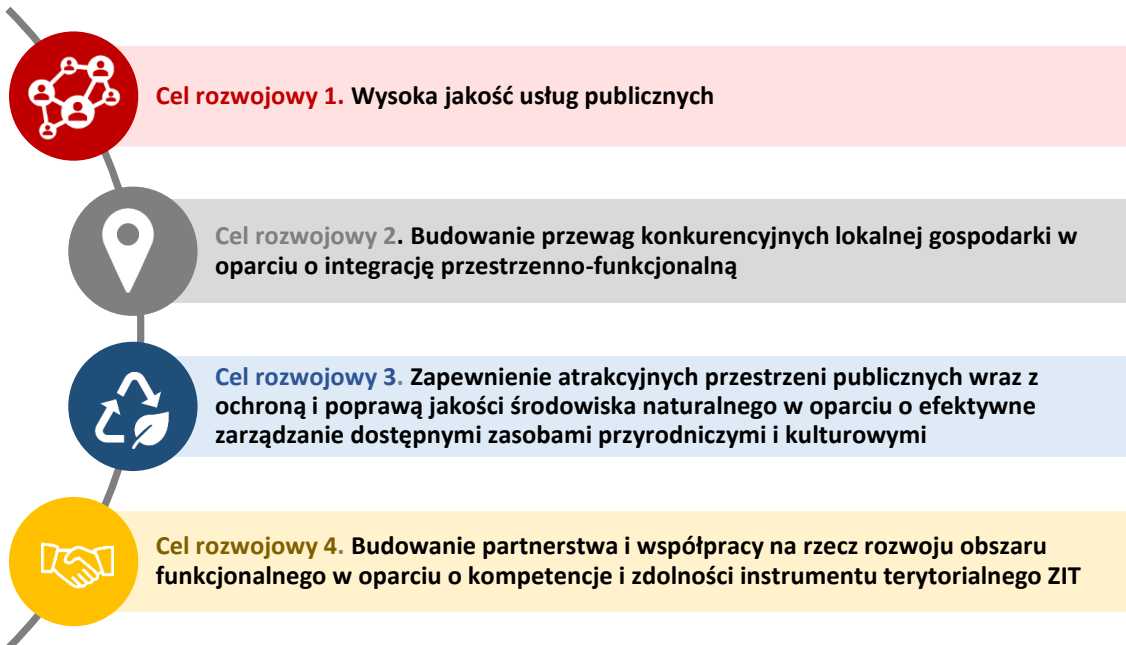 Cel rozwojowy 1. Wysoka jakość usług publicznych
Cel rozwojowy 2. Budowanie przewag konkurencyjnych lokalnej gospodarki w
oparciu o integrację przestrzenno-funkcjonalną
Cel rozwojowy 3. Zapewnienie atrakcyjnych przestrzeni publicznych wraz z
ochroną i poprawą jakości środowiska naturalnego w oparciu o efektywne
zarządzanie dostępnymi zasobami przyrodniczymi i kulturowymi
Cel rozwojowy 4. Budowanie partnerstwa i współpracy na rzecz rozwoju obszaru
funkcjonalnego w oparciu o kompetencje i zdolności instrumentu terytorialnego ZIT